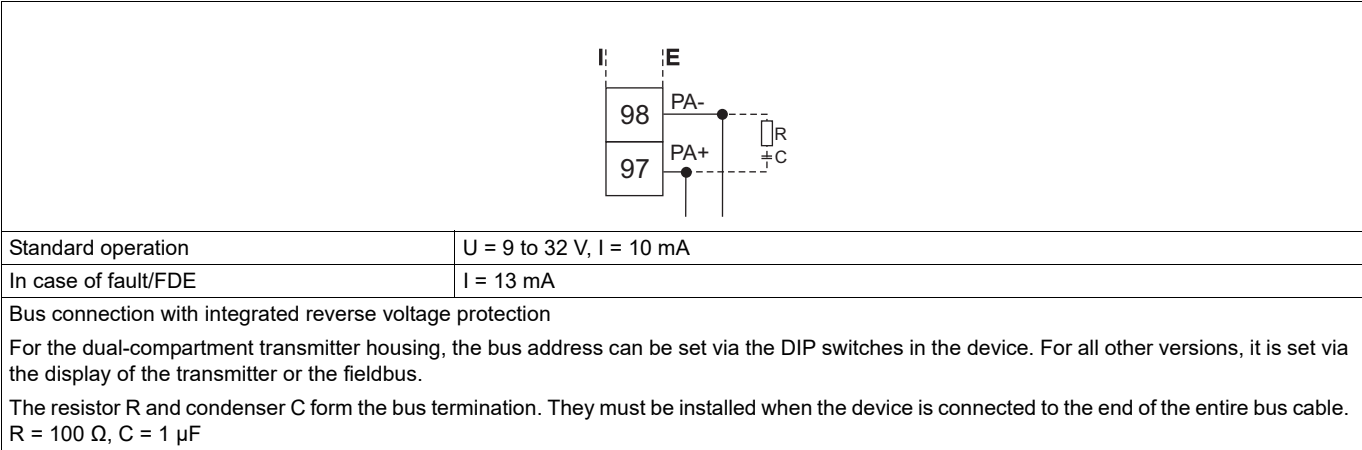 I E
98 PA-
R
97 PA+
C
Standard operation U = 9 to 32 V, I = 10 mA
In case of fault/FDE I = 13 mA
Bus connection with integrated reverse voltage protection
For the dual-compartment transmitter housing, the bus address can be set via the DIP switches in the device. For all other versions, it is set via
the display of the transmitter or the fieldbus.
The resistor R and condenser C form the bus termination. They must be installed when the device is connected to the end of the entire bus cable.
R = 100 Ω, C = 1 μF